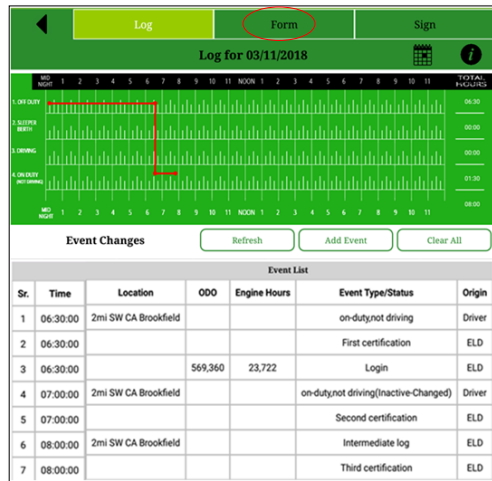 Log Form Sign
Log for 03/11/2018
MID NIGHT 1 2 3 4 5 6 7 8 9 10 11 NOON 1 2 3 4 5 6 7 8 9 10 11 TOTAL HOURS
1. OFF DUTY 06:30
2. SLEEPER BERTH 00:00
3. DRIVING 00:00
4. ON DUTY (NOT DRIVING) 01:30
MID NIGHT 1 2 3 4 5 6 7 8 9 10 11 NOON 1 2 3 4 5 6 7 8 9 10 11 08:00
Event Changes Refresh Add Event Clear All
Event List
Sr. Time Location ODO Engine Hours Event Type/Status Origin
1 06:30:00 2mi SW CA Brookfield on-duty,not driving Driver
2 06:30:00 First certification ELD
3 06:30:00 569,360 23,722 Login ELD
4 07:00:00 2mi SW CA Brookfield on-duty,not driving(Inactive-Changed) Driver
5 07:00:00 Second certification ELD
6 08:00:00 2mi SW CA Brookfield Intermediate log ELD
7 08:00:00 Third certification ELD